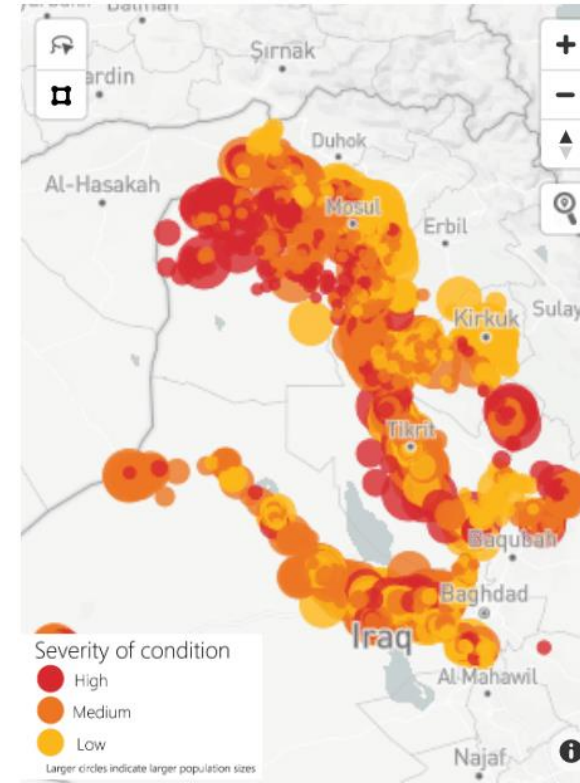 Şırnak
ardin
Duhok
Al-Hasakah
Mosul
Erbil
Kirkuk
Sulay
Tikrit
Baqubah
Baghdad
Iraq
Al Mahawil
Najaf
Severity of condition
High
Medium
Low
Larger circles indicate larger population sizes